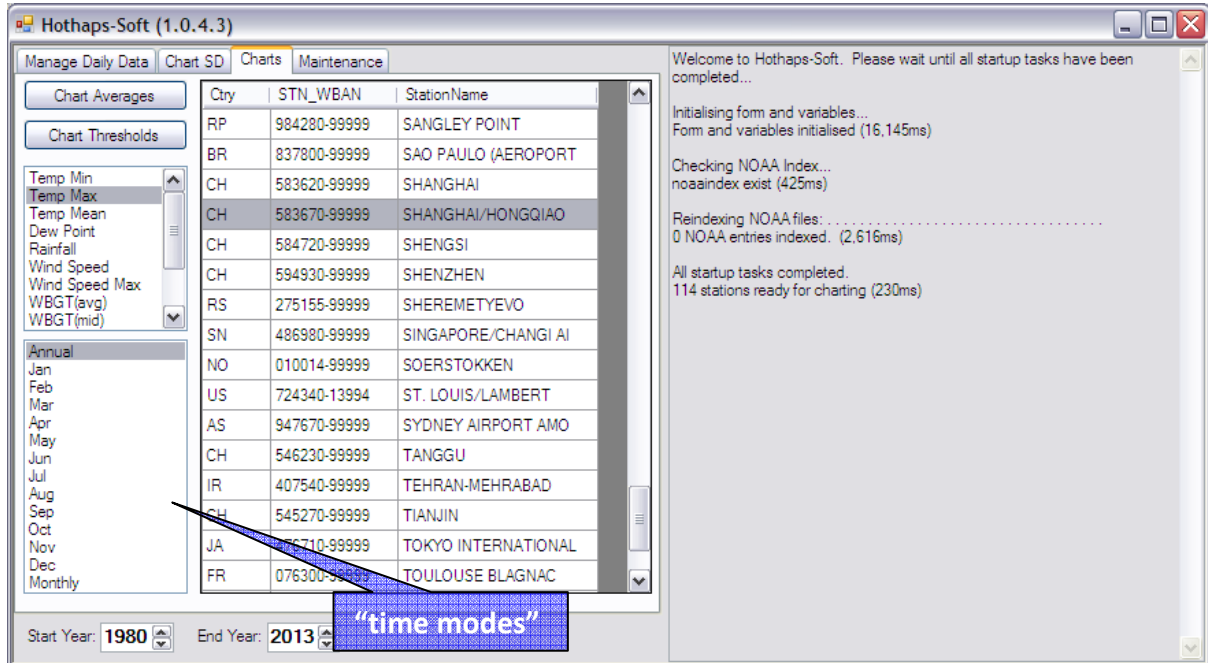 Hothaps-Soft (1.0.4.3)
Manage Daily Data Chart SD Charts Maintenance
Chart Averages
Chart Thresholds
Temp Min
Temp Max
Temp Mean
Dew Point
Rainfall
Wind Speed
Wind Speed Max
WBGT(avg)
WBGT(mid)
Annual
Jan
Feb
Mar
Apr
May
Jun
Jul
Aug
Sep
Oct
Nov
Dec
Monthly
Ctry STN_WBAN StationName
RP 984280-99999 SANGLEY POINT
BR 837800-99999 SAO PAULO (AEROPORT
CH 583620-99999 SHANGHAI
CH 583670-99999 SHANGHAI/HONGQIAO
CH 584720-99999 SHENGSI
CH 594930-99999 SHENZHEN
RS 275155-99999 SHEREMETYEVO
SN 486980-99999 SINGAPORE/CHANGI AI
NO 010014-99999 SOERSTOKKEN
US 724340-13994 ST. LOUIS/LAMBERT
AS 947670-99999 SYDNEY AIRPORT AMO
CH 546230-99999 TANGGU
IR 407540-99999 TEHRAN-MEHRABAD
CH 545270-99999 TIANJIN
JA TOKYO INTERNATIONAL
FR TOULOUSE BLAGNAC
"time modes"
Start Year: 1980 End Year: 2013
Welcome to Hothaps-Soft. Please wait until all startup tasks have been
completed...
Initialising form and variables...
Form and variables initialised (16,145ms)
Checking NOAA Index...
noaaindex exist (425ms)
Reindexing NOAA files: . . . . . . . . . . . . . . . . . . . . . . . . . . . . . . . . . . .
0 NOAA entries indexed. (2,616ms)
All startup tasks completed.
114 stations ready for charting (230ms)